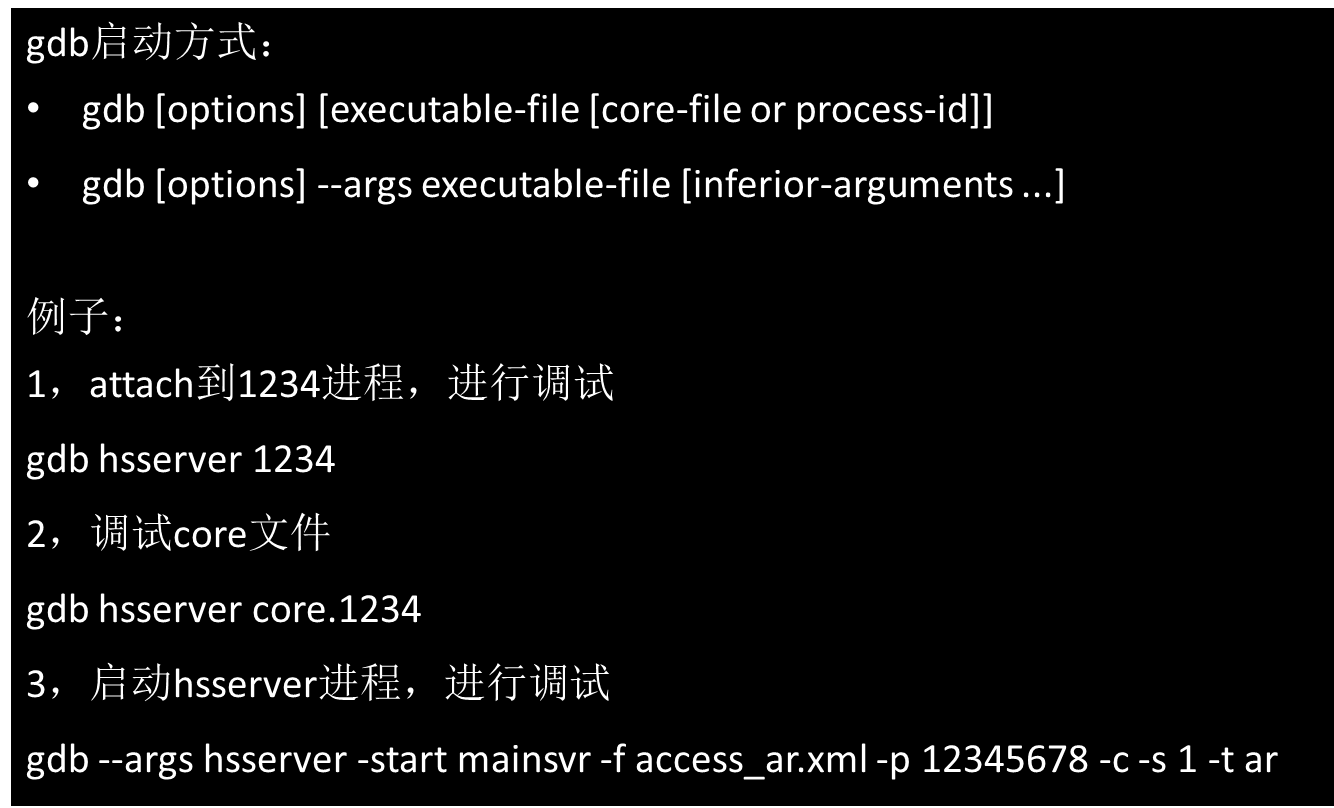 gdb启动方式：
• gdb [options] [executable-file [core-file or process-id]]
• gdb [options] --args executable-file [inferior-arguments ...]
例子：
1，attach到1234进程，进行调试
gdb hsserver 1234
2，调试core文件
gdb hsserver core.1234
3，启动hsserver进程，进行调试
gdb --args hsserver -start mainsvr -f access_ar.xml -p 12345678 -c -s 1 -t ar